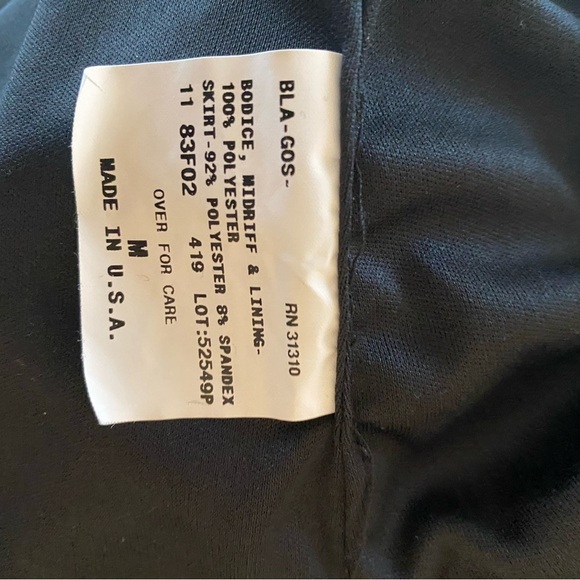 BLA-GOS- RN 31310
BODICE, MIDRIFF & LINING-
100% POLYESTER
SKIRT-92% POLYESTER 8% SPANDEX
11 83F02 419 LOT:52549P
OVER FOR CARE
M
MADE IN U.S.A.